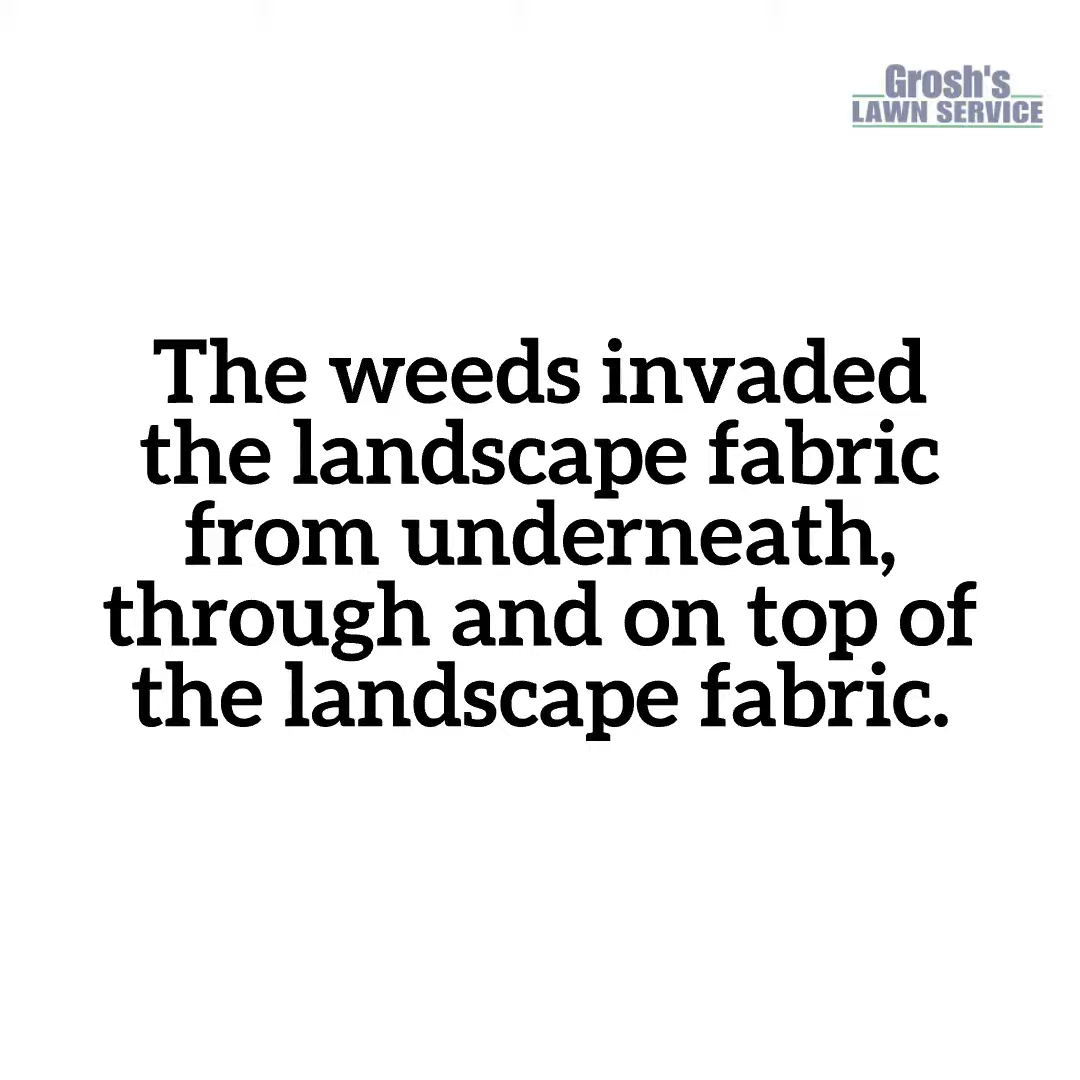 Grosh's
LAWN SERVICE
The weeds invaded
the landscape fabric
from underneath,
through and on top of
the landscape fabric.